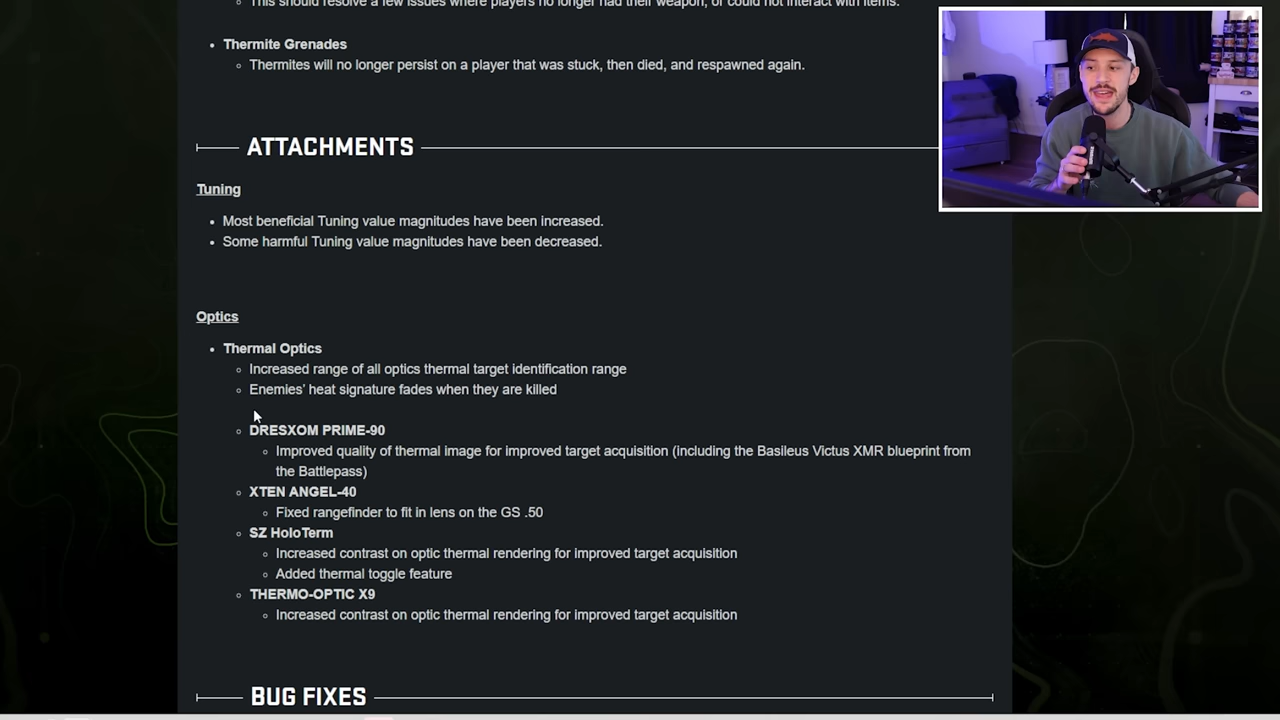 This should resolve a few issues where players no longer had their weapon, or could not interact with items.
Thermite Grenades
Thermites will no longer persist on a player that was stuck, then died, and respawned again.
ATTACHMENTS
Tuning
Most beneficial Tuning value magnitudes have been increased.
Some harmful Tuning value magnitudes have been decreased.
Optics
Thermal Optics
Increased range of all optics thermal target identification range
Enemies' heat signature fades when they are killed
DRESXOM PRIME-90
Improved quality of thermal image for improved target acquisition (including the Basileus Victus XMR blueprint from
the Battlepass)
XTEN ANGEL-40
Fixed rangefinder to fit in lens on the GS .50
SZ HoloTerm
Increased contrast on optic thermal rendering for improved target acquisition
Added thermal toggle feature
THERMO-OPTIC X9
Increased contrast on optic thermal rendering for improved target acquisition
BUG FIXES